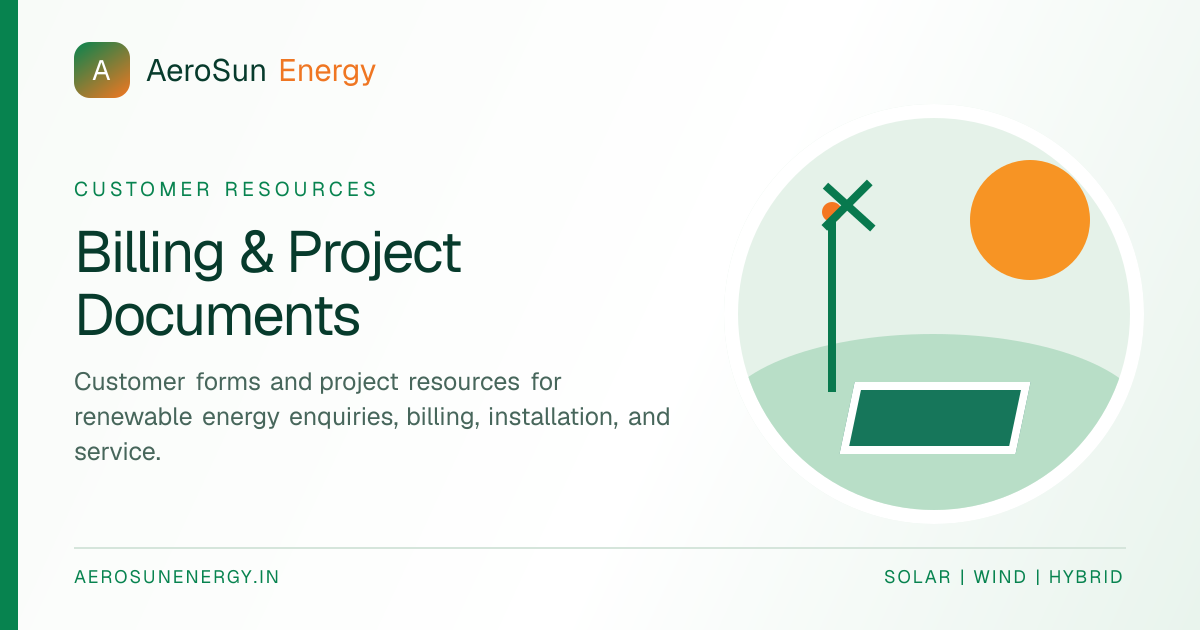 A
AeroSun Energy
CUSTOMER RESOURCES
Billing & Project
Documents
Customer forms and project resources for
renewable energy enquiries, billing, installation, and
service.
AEROSUNENERGY.IN
SOLAR | WIND | HYBRID